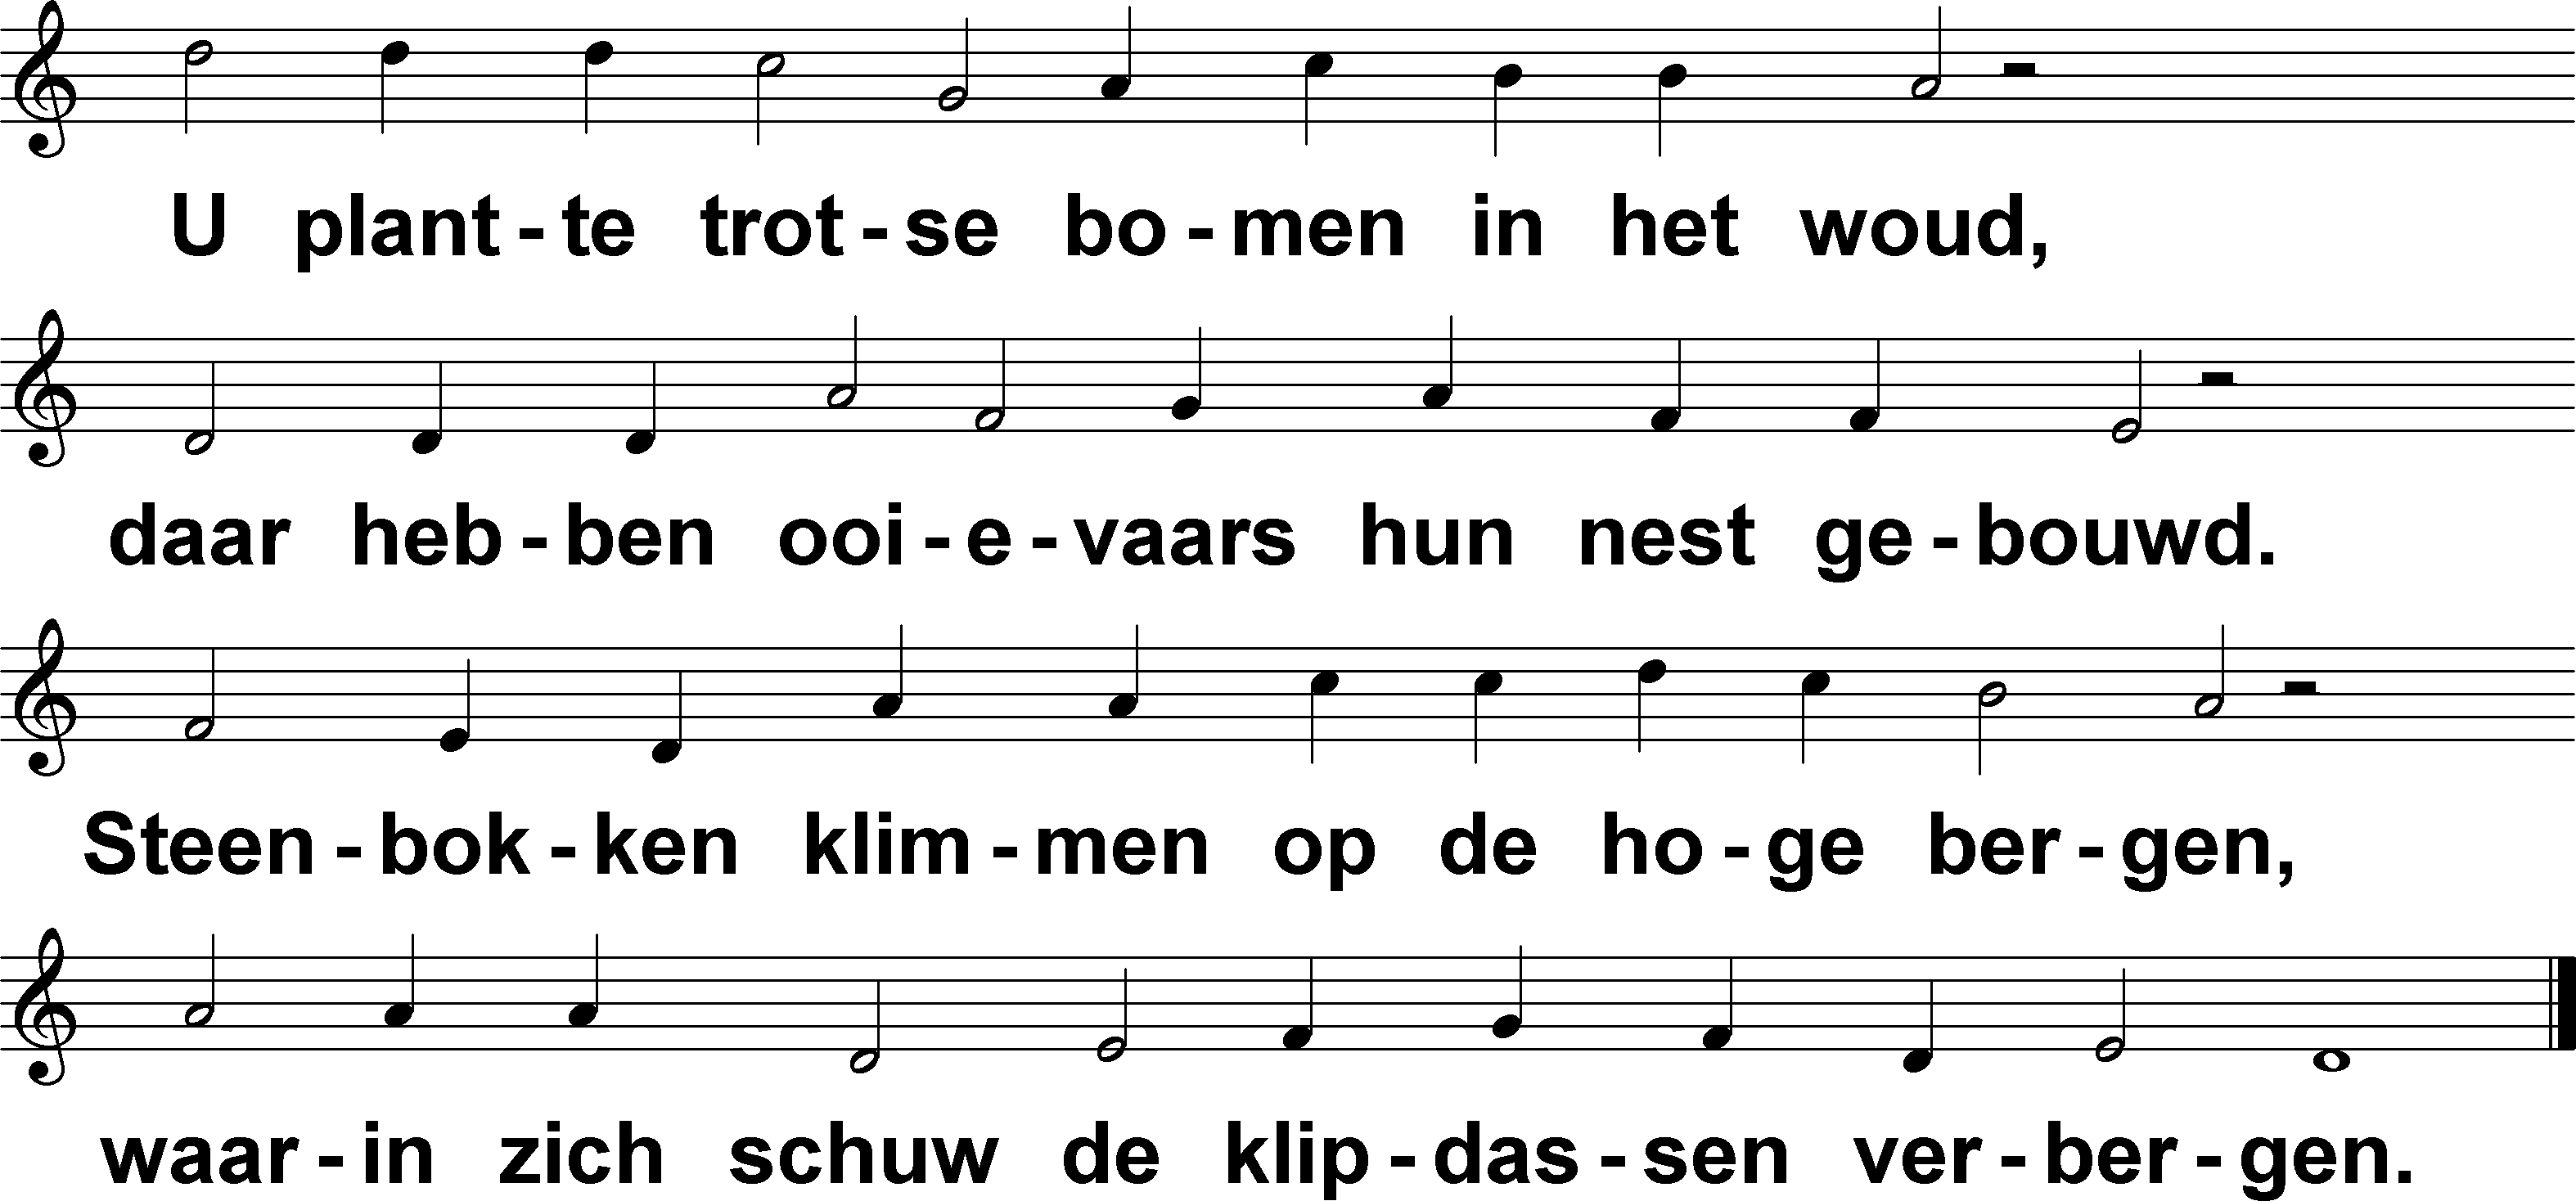 U plant - te trot - se bo - men in het woud,
daar heb - ben ooi - e - vaars hun nest ge - bouwd.
Steen - bok - ken klim - men op de ho - ge ber - gen,
waar - in zich schuw de klip - das - sen ver - ber - gen.